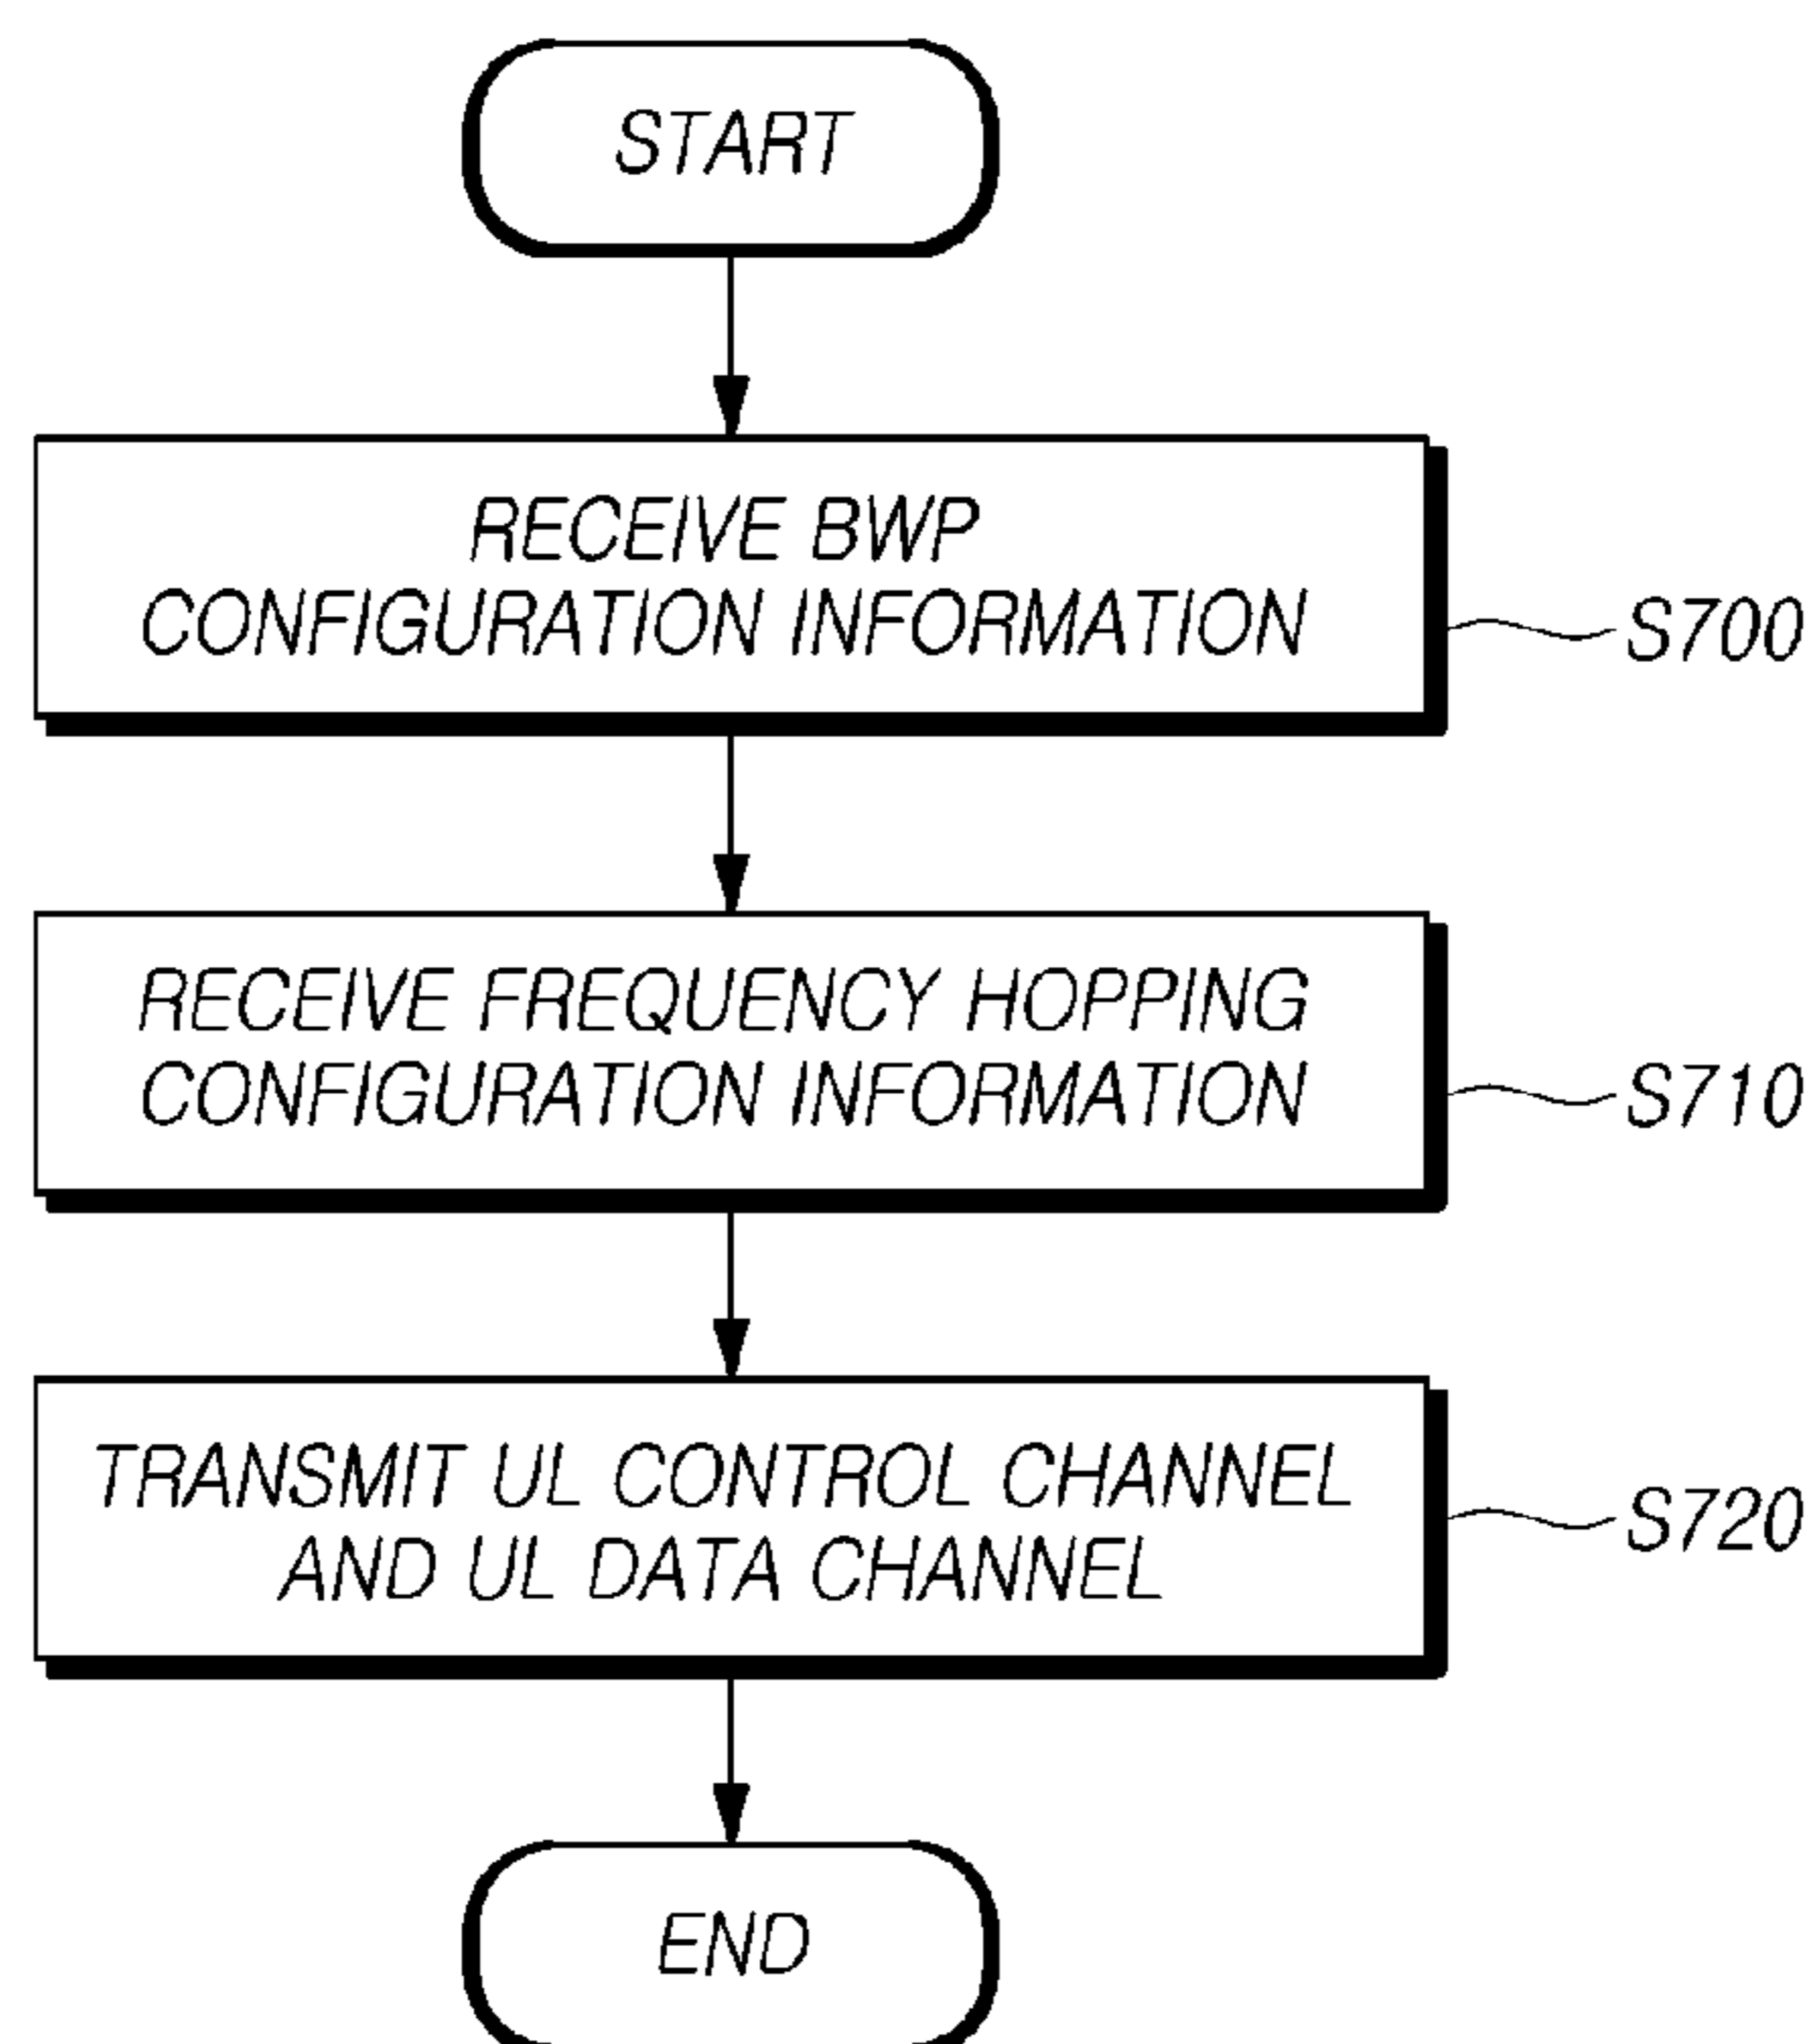 START
RECEIVE BWP
CONFIGURATION INFORMATION
S700
RECEIVE FREQUENCY HOPPING
CONFIGURATION INFORMATION
S710
TRANSMIT UL CONTROL CHANNEL
AND UL DATA CHANNEL
S720
END